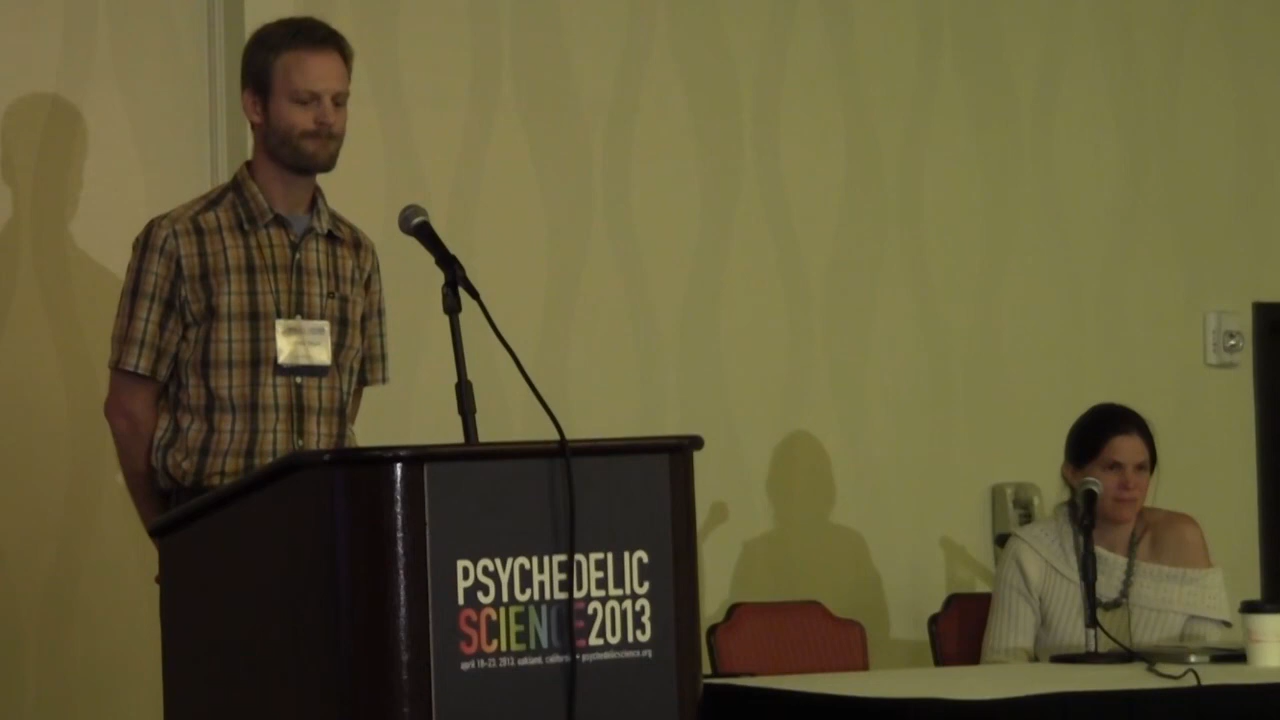 PSYCHEDELIC
SCIENCE2013
april 18-23, 2013, oakland, california • psychedelicscience.org